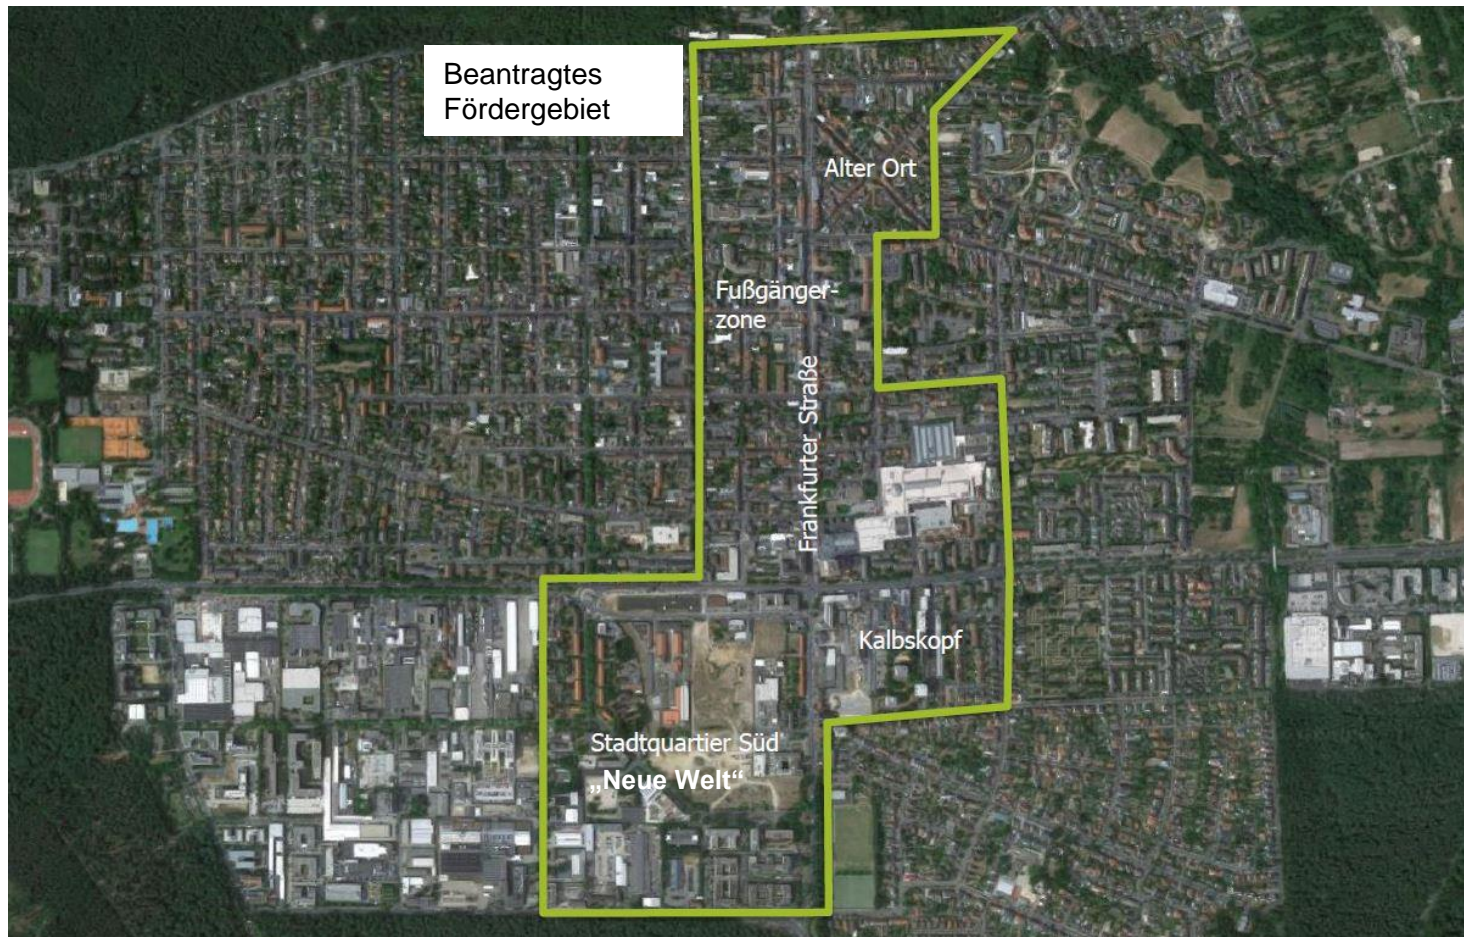 Beantragtes
Fördergebiet
Alter Ort
Fußgänger-
zone
Frankfurter Straße
Kalbskopf
Stadtquartier Süd
„Neue Welt“